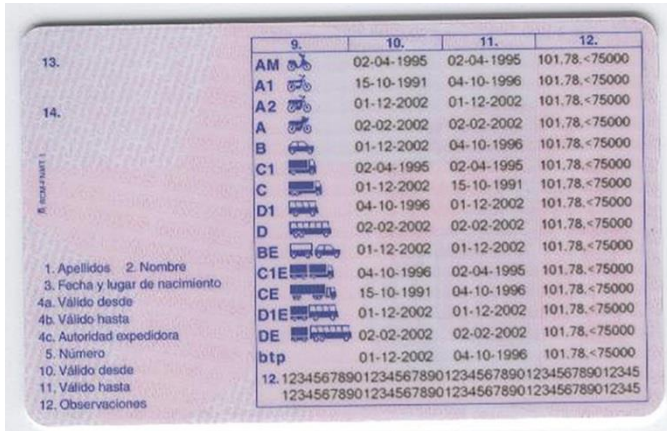 9. 10. 11. 12.
13.
AM 02-04-1995 02-04-1995 101.78.<75000
A1 15-10-1991 04-10-1996 101.78.<75000
A2 01-12-2002 01-12-2002 101.78.<75000
14.
A 02-02-2002 02-02-2002 101.78.<75000
B 01-12-2002 04-10-1996 101.78.<75000
C1 02-04-1995 02-04-1995 101.78.<75000
C 01-12-2002 15-10-1991 101.78.<75000
D1 04-10-1996 01-12-2002 101.78.<75000
D 02-02-2002 02-02-2002 101.78.<75000
BE 01-12-2002 01-12-2002 101.78.<75000
C1E 04-10-1996 02-04-1995 101.78.<75000
CE 15-10-1991 04-10-1996 101.78.<75000
D1E 01-12-2002 01-12-2002 101.78.<75000
DE 02-02-2002 02-02-2002 101.78.<75000
btp 01-12-2002 04-10-1996 101.78.<75000
12. 123456789012345678901234567890123456789012345
123456789012345678901234567890123456789012345
1. Apellidos 2. Nombre
3. Fecha y lugar de nacimiento
4a. Válido desde
4b. Válido hasta
4c. Autoridad expedidora
5. Número
10. Válido desde
11. Válido hasta
12. Observaciones